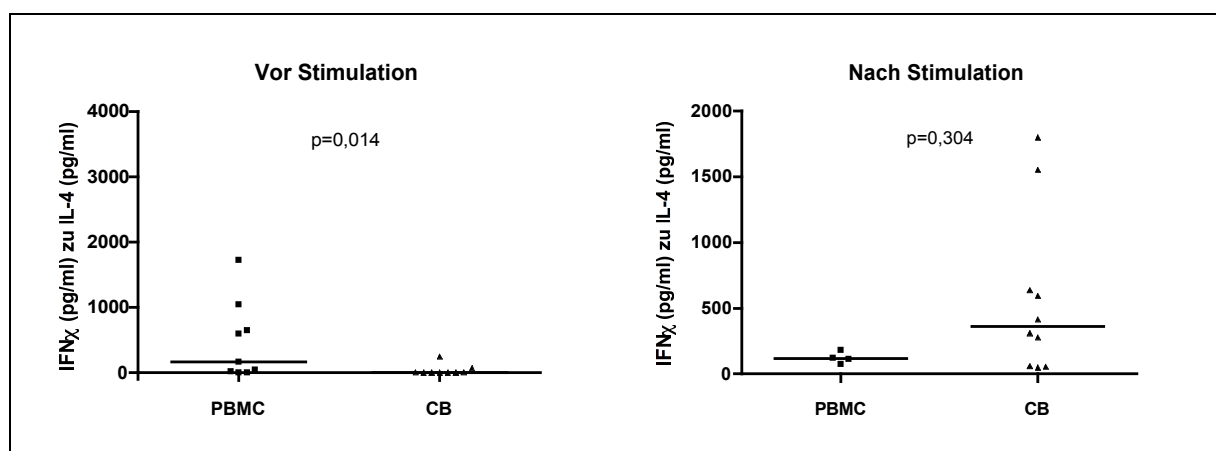 Vor Stimulation
IFNχ (pg/ml) zu IL-4 (pg/ml)
4000
3000
2000
1000
0
p=0,014
PBMC
CB
Nach Stimulation
IFNχ (pg/ml) zu IL-4 (pg/ml)
2000
1500
1000
500
0
p=0,304
PBMC
CB